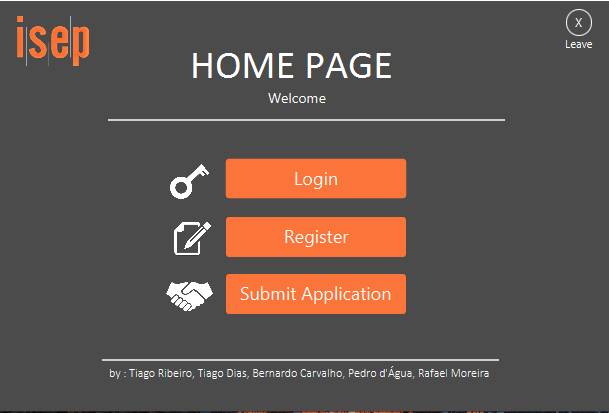 isep
X
Leave
HOME PAGE
Welcome
Login
Register
Submit Application
by : Tiago Ribeiro, Tiago Dias, Bernardo Carvalho, Pedro d'Água, Rafael Moreira